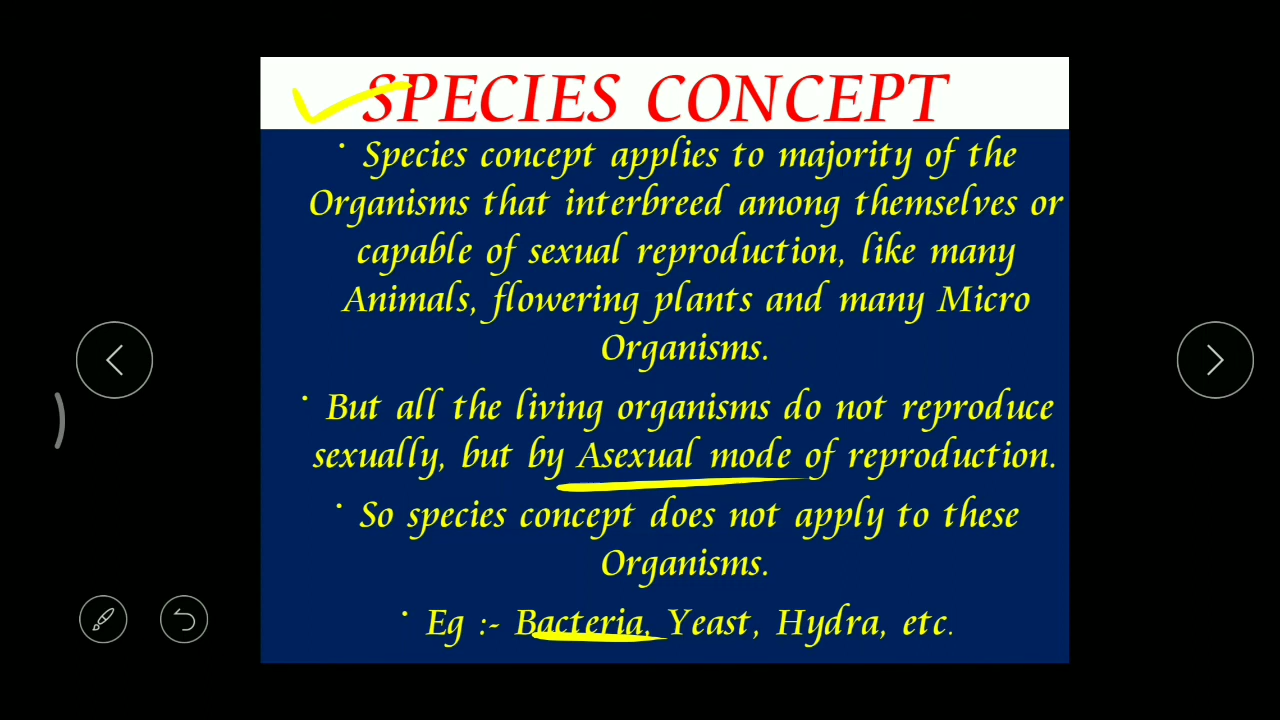 SPECIES CONCEPT
· Species concept applies to majority of the
Organisms that interbreed among themselves or
capable of sexual reproduction, like many
Animals, flowering plants and many Micro
Organisms.
· But all the living organisms do not reproduce
sexually, but by Asexual mode of reproduction.
· So species concept does not apply to these
Organisms.
· Eg :- Bacteria, Yeast, Hydra, etc.